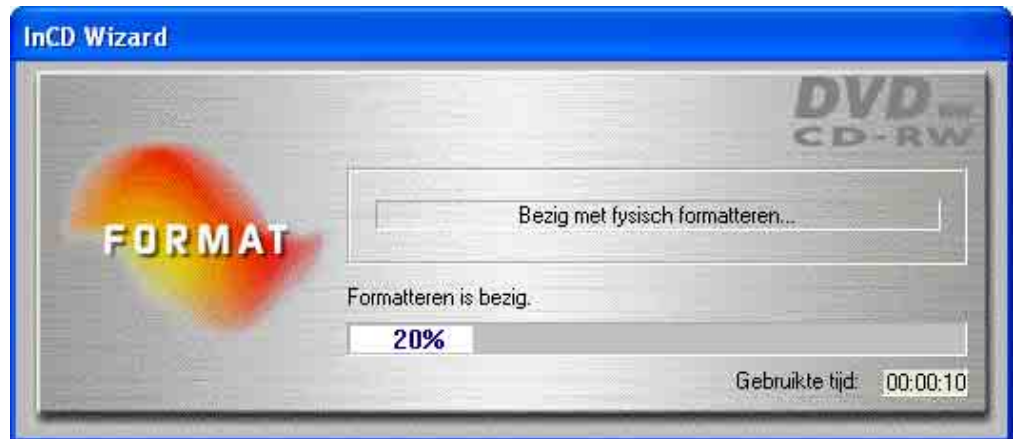 InCD Wizard
DVD
CD-RW
FORMAT
Bezig met fysisch formatteren...
Formatteren is bezig.
20%
Gebruikte tijd: 00:00:10